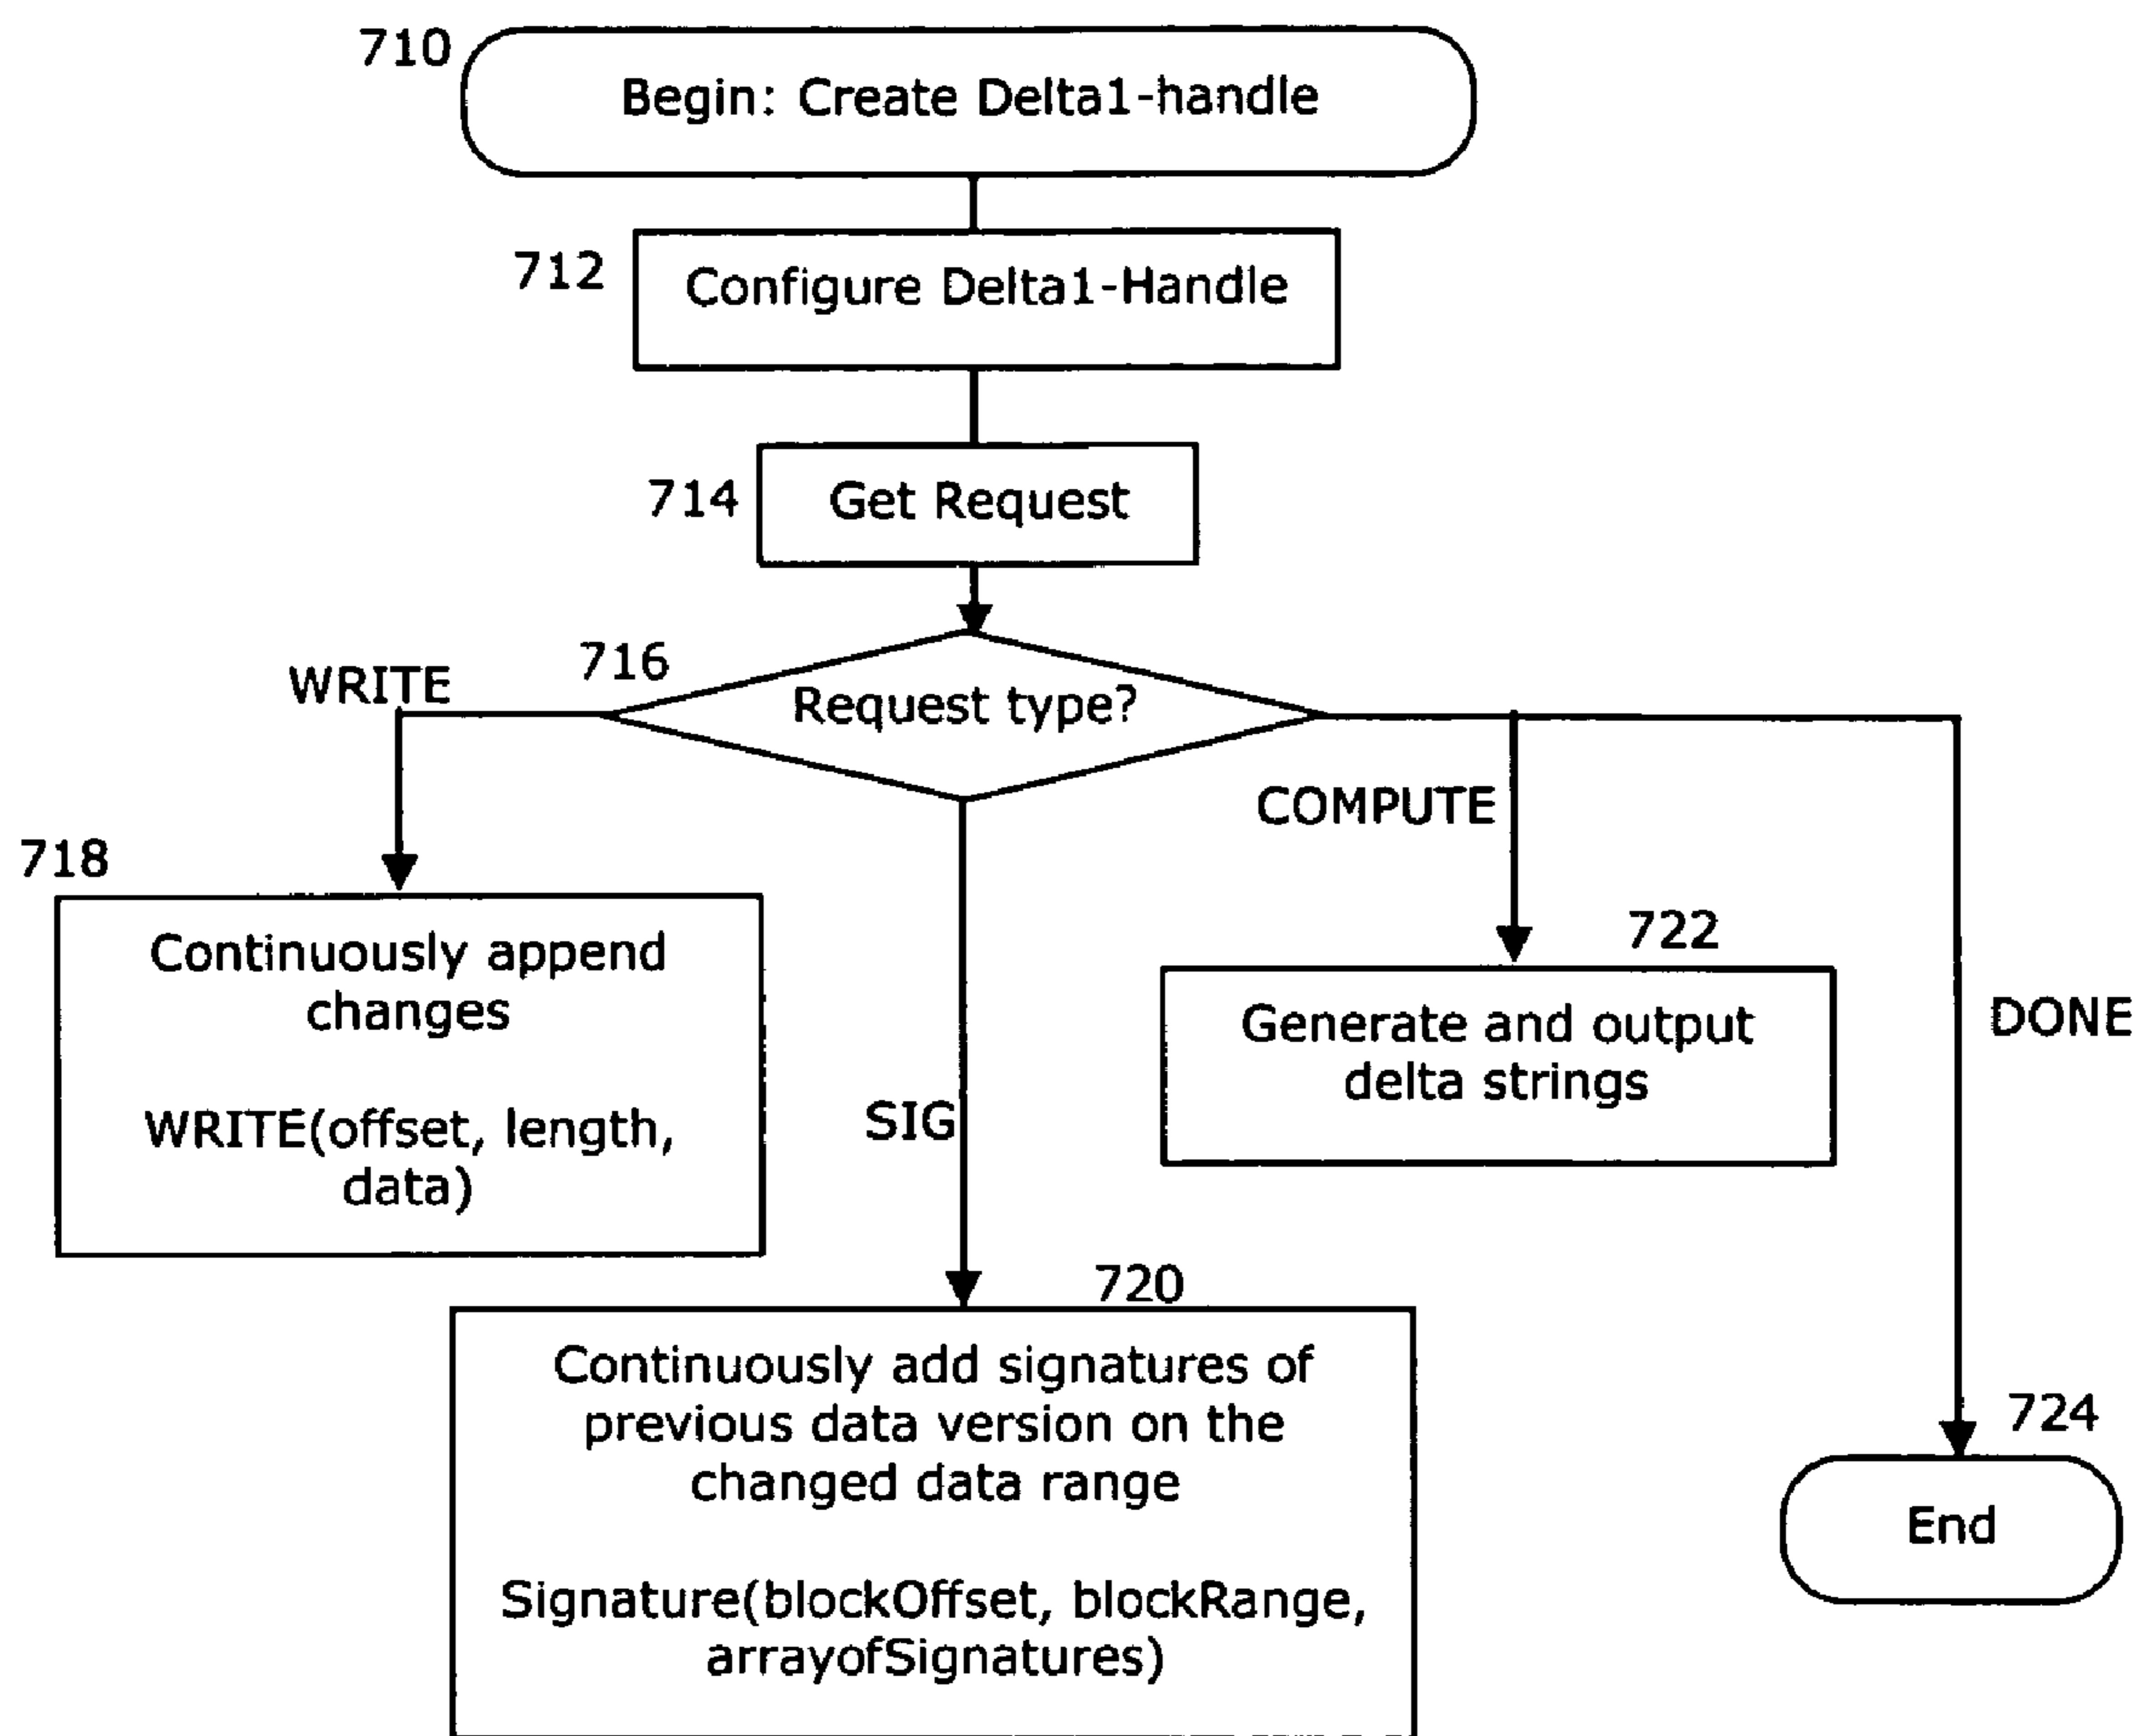 710
Begin: Create Delta1-handle
712
Configure Delta1-Handle
714
Get Request
716
Request type?
WRITE
COMPUTE
718
Continuously append
changes
WRITE(offset, length,
data)
722
Generate and output
delta strings
DONE
SIG
720
Continuously add signatures of
previous data version on the
changed data range
Signature(blockOffset, blockRange,
arrayofSignatures)
724
End